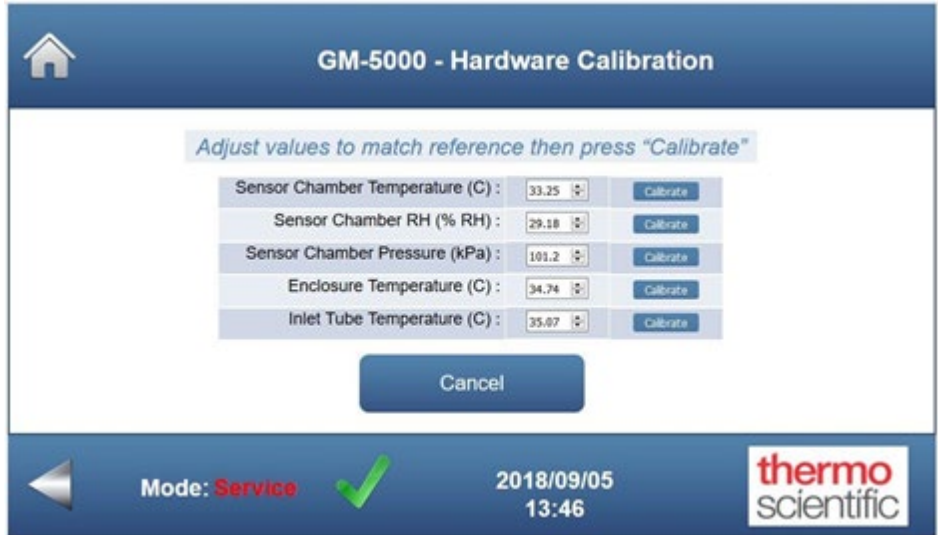 GM-5000 - Hardware Calibration
Adjust values to match reference then press “Calibrate”
Sensor Chamber Temperature (C) : 33.25 Calibrate
Sensor Chamber RH (% RH) : 29.18 Calibrate
Sensor Chamber Pressure (kPa) : 101.2 Calibrate
Enclosure Temperature (C) : 34.74 Calibrate
Inlet Tube Temperature (C) : 35.07 Calibrate
Cancel
Mode: Service
2018/09/05
13:46
thermo
scientific